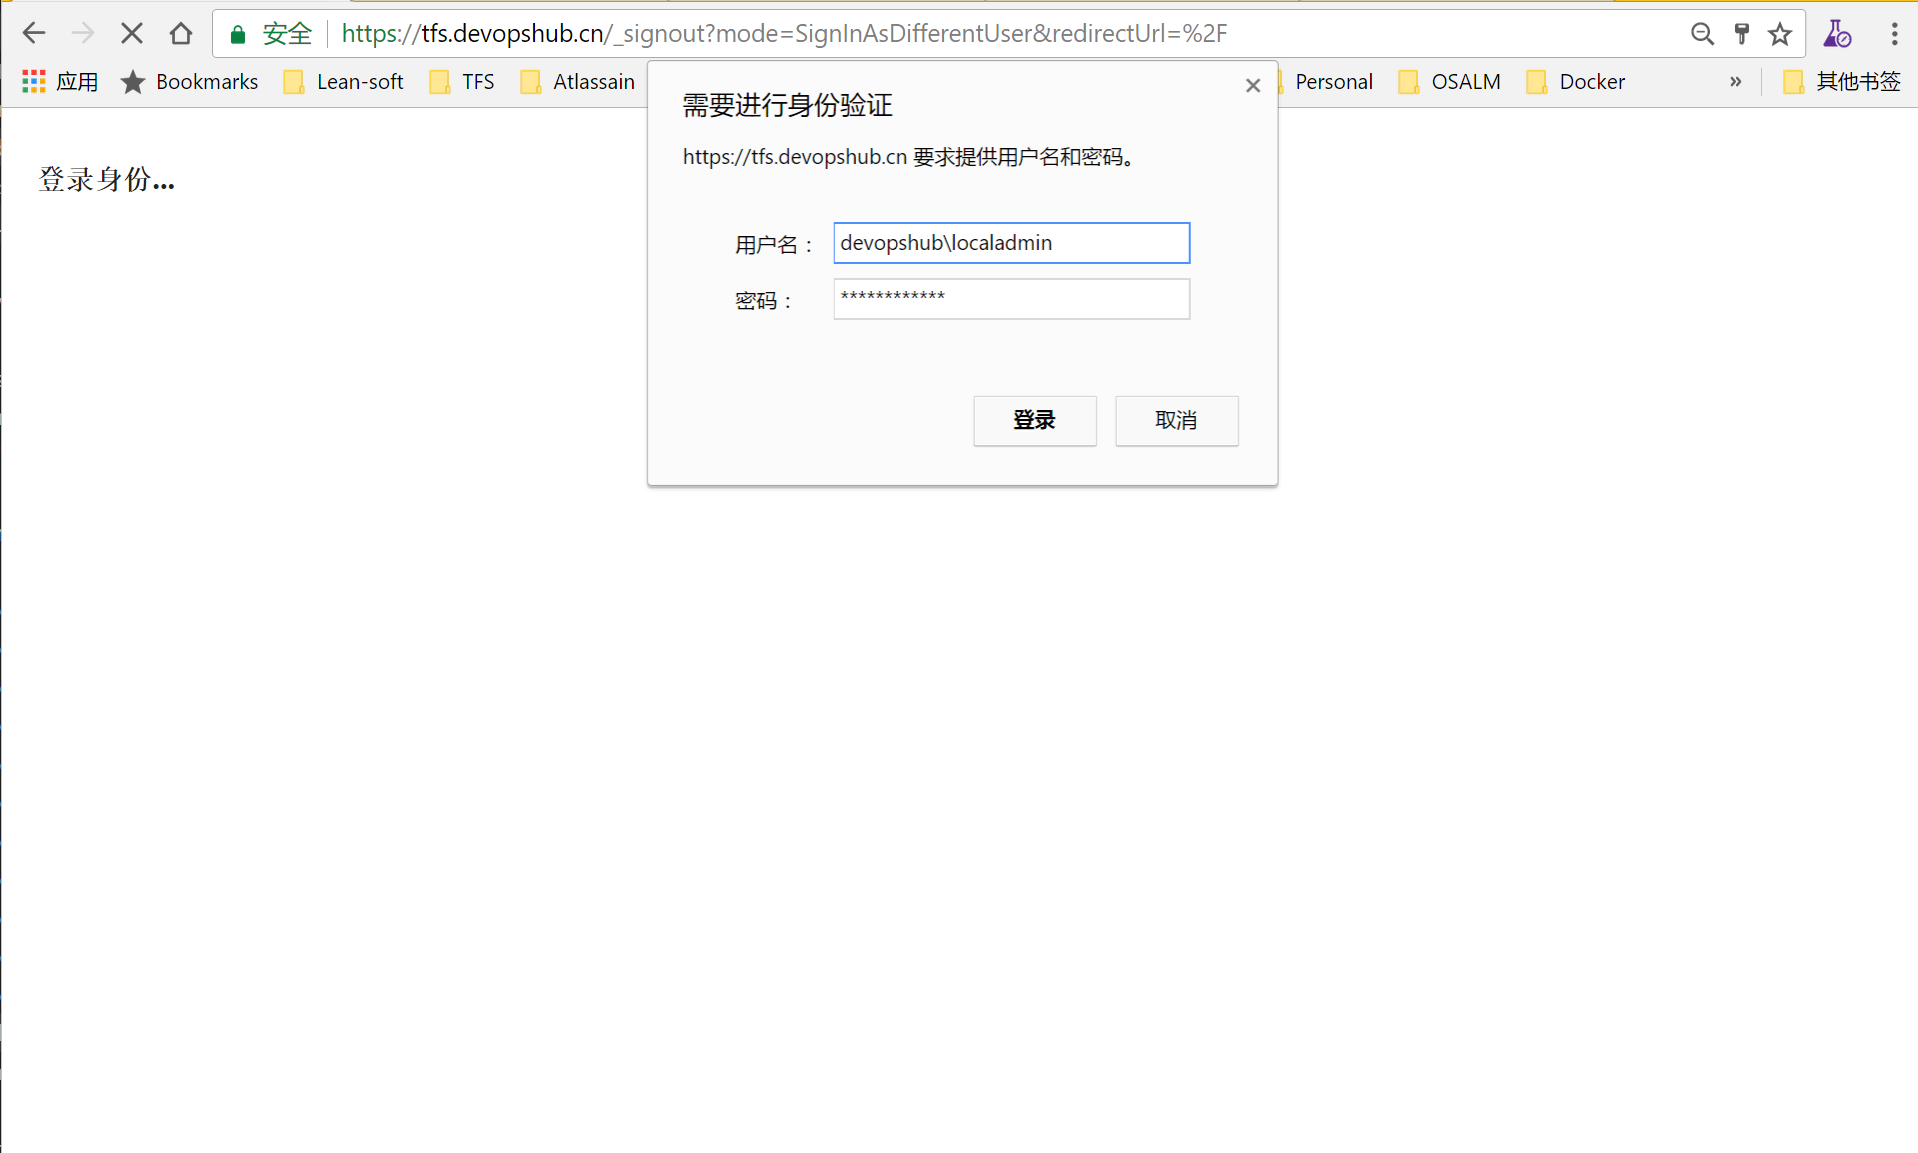 安全 https://tfs.devopshub.cn/_signout?mode=SignInAsDifferentUser&redirectUrl=%2F
应用 Bookmarks Lean-soft TFS Atlassain Personal OSALM Docker » 其他书签
需要进行身份验证
https://tfs.devopshub.cn 要求提供用户名和密码。
登录身份...
用户名： devopshub\localadmin
密码： ************
登录 取消